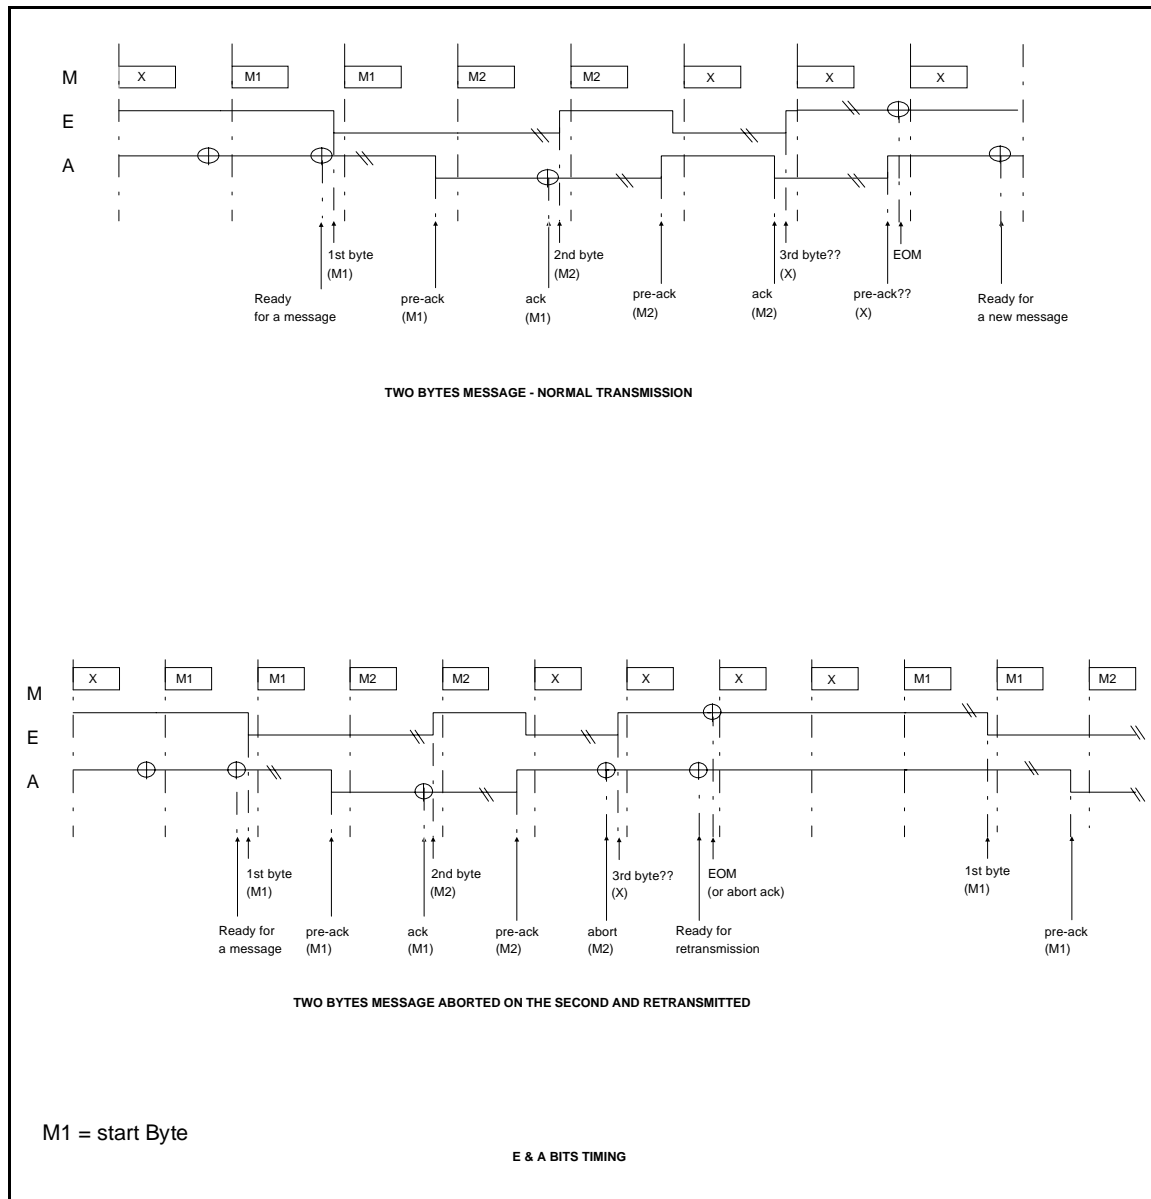 M
X
M1
M1
M2
M2
X
X
X
E
A
1st byte
(M1)
2nd byte
(M2)
3rd byte??
(X)
EOM
Ready
for a message
pre-ack
(M1)
ack
(M1)
pre-ack
(M2)
ack
(M2)
pre-ack??
(X)
Ready for
a new message
TWO BYTES MESSAGE - NORMAL TRANSMISSION
M
X
M1
M1
M2
M2
X
X
X
X
M1
M1
M2
E
A
1st byte
(M1)
2nd byte
(M2)
3rd byte??
(X)
EOM
(or abort ack)
1st byte
(M1)
Ready for
a message
pre-ack
(M1)
ack
(M1)
pre-ack
(M2)
abort
(M2)
Ready for
retransmission
pre-ack
(M1)
TWO BYTES MESSAGE ABORTED ON THE SECOND AND RETRANSMITTED
M1 = start Byte
E & A BITS TIMING